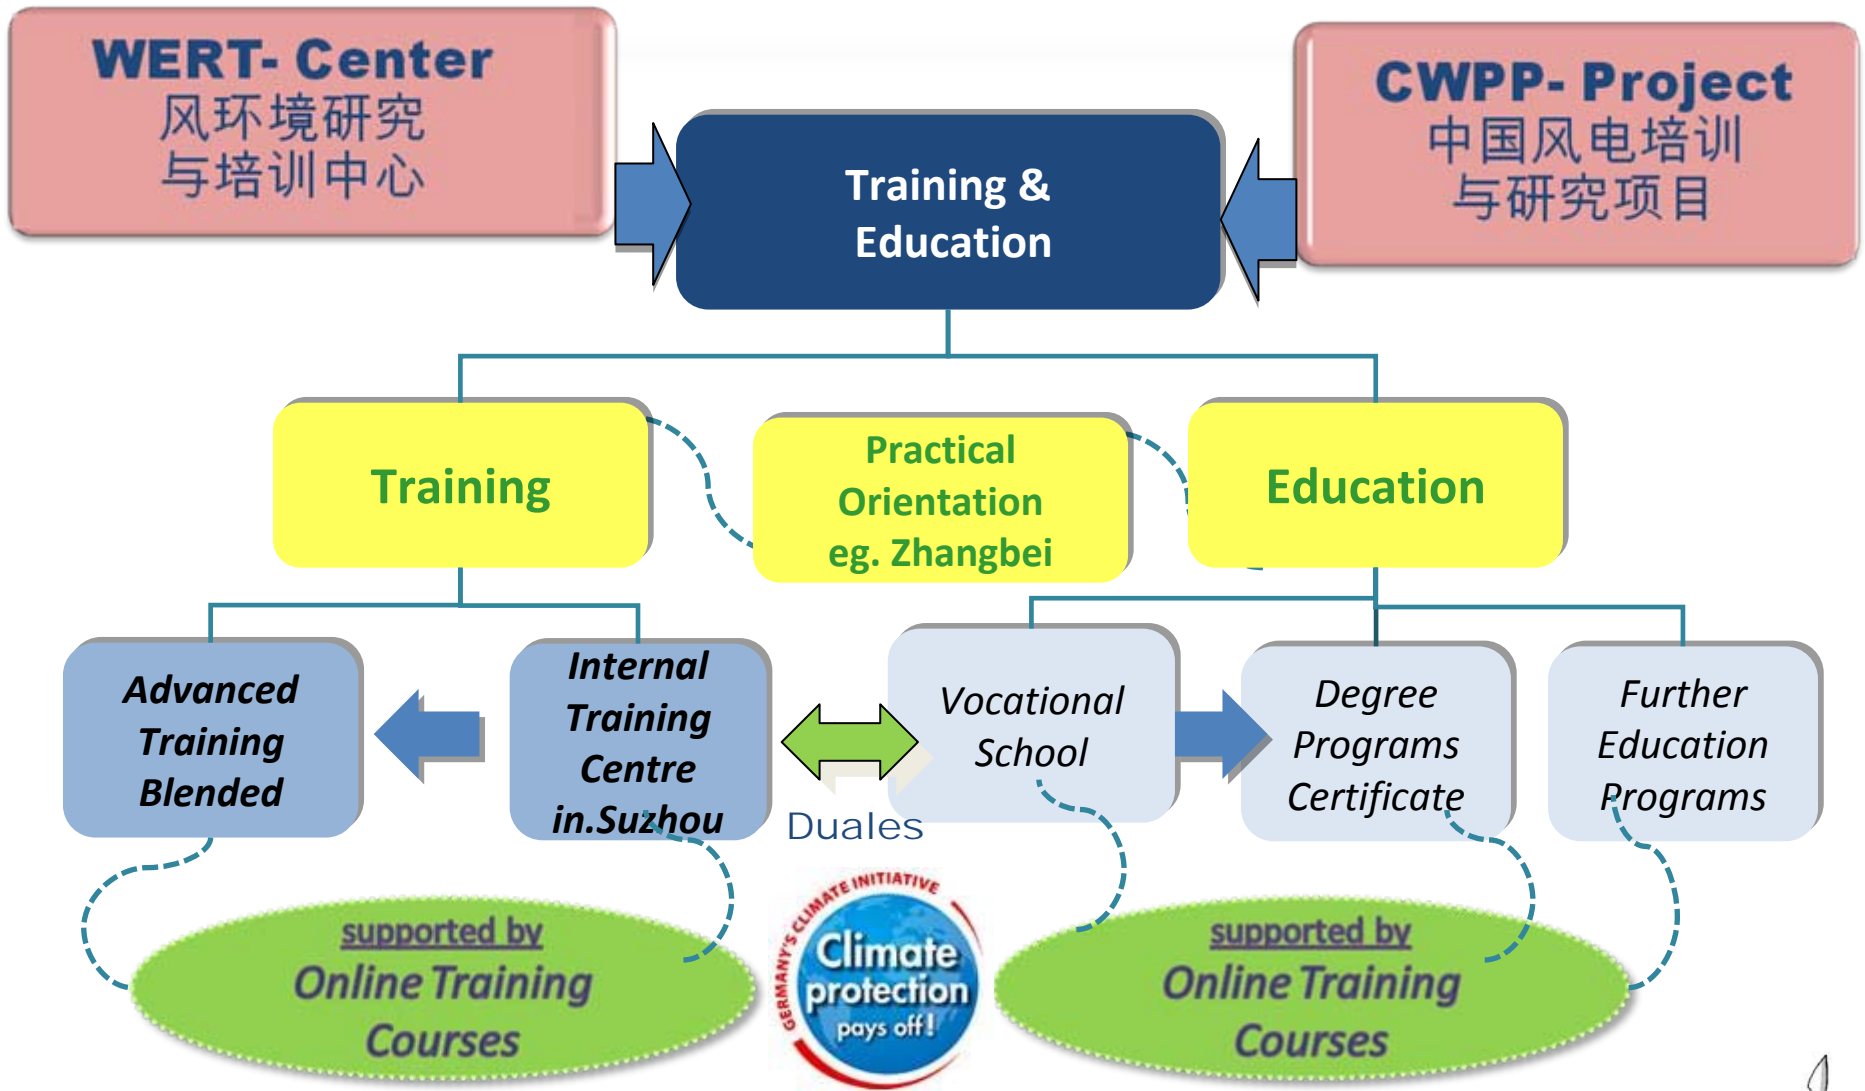 WERT- Center
风环境研究
与培训中心
CWPP- Project
中国风电培训
与研究项目
Training &
Education
Training
Practical
Orientation
eg. Zhangbei
Education
Advanced
Training
Blended
Internal
Training
Centre
in.Suzhou
Vocational
School
Degree
Programs
Certificate
Further
Education
Programs
Duales
supported by
Online Training
Courses
GERMANY'S CLIMATE INITIATIVE
Climate
protection
pays off!
supported by
Online Training
Courses